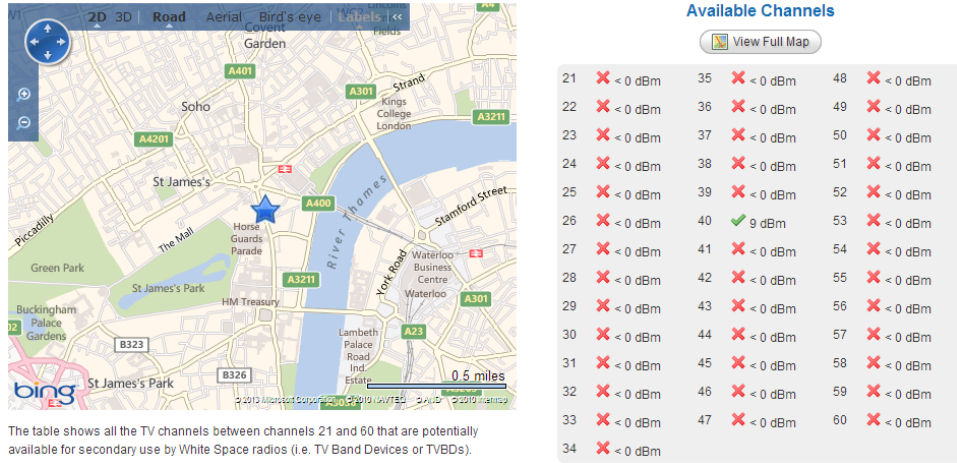 2D 3D Road Aerial Bird's eye Labels «
Covent
Garden
Fields
A4
A401
Strand
A301
Kings
College
London
Soho
A3211
A4201
St James's
River Thames
A400
Stamford Street
Piccadilly
The Mall
Horse
Guards
Parade
York Road
Waterloo
Business
Centre
Waterloo
Green Park
St James's Park
A3211
A301
HM Treasury
Buckingham
Palace
Gardens
B323
Lambeth
Palace
Road
Ind.
Estate
A23
B326
0.5 miles
St James's Park
bing
© 2013 Microsoft Corporation © 2010 NAVTEQ © AND © 2010 Intermap
The table shows all the TV channels between channels 21 and 60 that are potentially
available for secondary use by White Space radios (i.e. TV Band Devices or TVBDs).
Available Channels
View Full Map
21 < 0 dBm 35 < 0 dBm 48 < 0 dBm
22 < 0 dBm 36 < 0 dBm 49 < 0 dBm
23 < 0 dBm 37 < 0 dBm 50 < 0 dBm
24 < 0 dBm 38 < 0 dBm 51 < 0 dBm
25 < 0 dBm 39 < 0 dBm 52 < 0 dBm
26 < 0 dBm 40 9 dBm 53 < 0 dBm
27 < 0 dBm 41 < 0 dBm 54 < 0 dBm
28 < 0 dBm 42 < 0 dBm 55 < 0 dBm
29 < 0 dBm 43 < 0 dBm 56 < 0 dBm
30 < 0 dBm 44 < 0 dBm 57 < 0 dBm
31 < 0 dBm 45 < 0 dBm 58 < 0 dBm
32 < 0 dBm 46 < 0 dBm 59 < 0 dBm
33 < 0 dBm 47 < 0 dBm 60 < 0 dBm
34 < 0 dBm